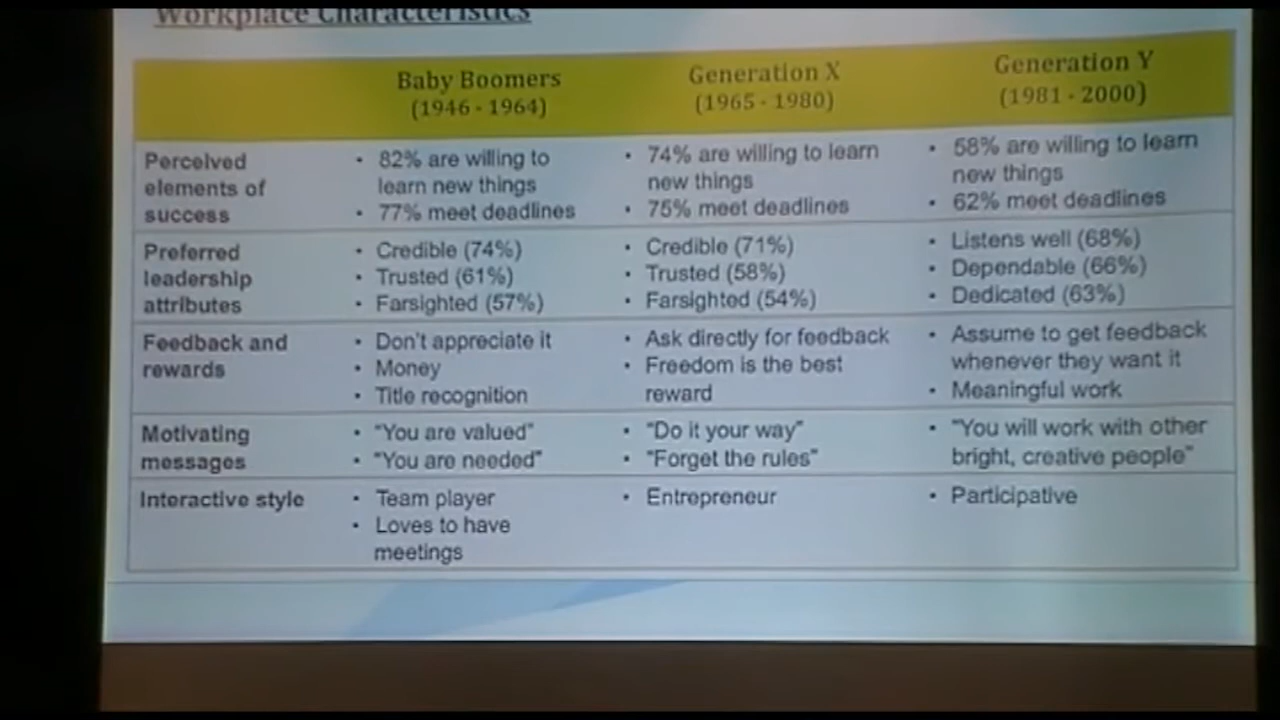 Workplace Characteristics
Baby Boomers
(1946 - 1964)
Generation X
(1965 - 1980)
Generation Y
(1981 - 2000)
Perceived
elements of
success
• 82% are willing to
learn new things
• 77% meet deadlines
• 74% are willing to learn
new things
• 75% meet deadlines
• 58% are willing to learn
new things
• 62% meet deadlines
Preferred
leadership
attributes
• Credible (74%)
• Trusted (61%)
• Farsighted (57%)
• Credible (71%)
• Trusted (58%)
• Farsighted (54%)
• Listens well (68%)
• Dependable (66%)
• Dedicated (63%)
Feedback and
rewards
• Don't appreciate it
• Money
• Title recognition
• Ask directly for feedback
• Freedom is the best
reward
• Assume to get feedback
whenever they want it
• Meaningful work
Motivating
messages
• "You are valued"
• "You are needed"
• "Do it your way"
• "Forget the rules"
• "You will work with other
bright, creative people"
Interactive style
• Team player
• Loves to have
meetings
• Entrepreneur
• Participative